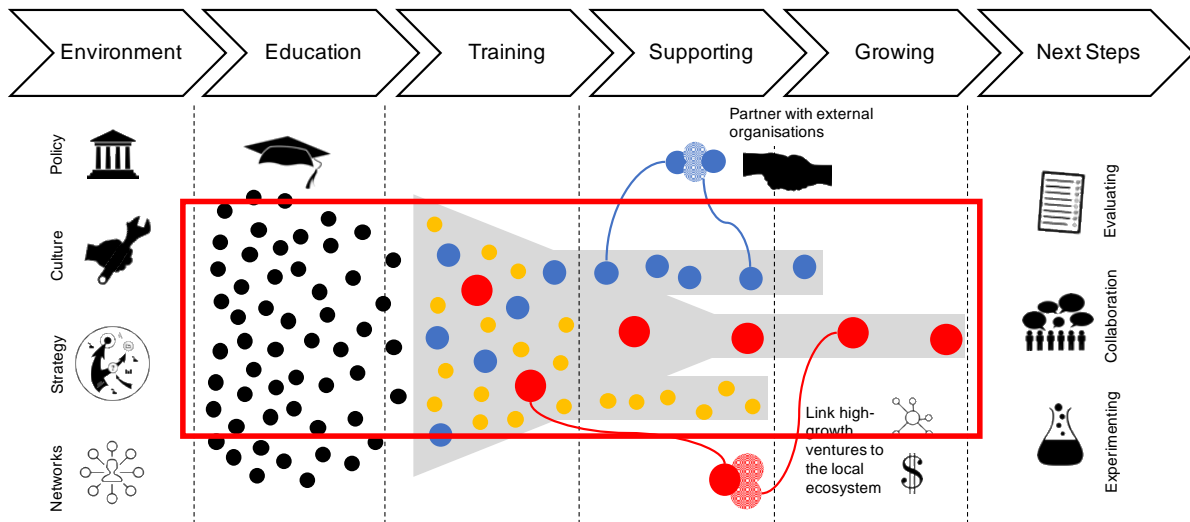 Environment
Education
Training
Supporting
Growing
Next Steps
Policy
Culture
Strategy
Networks
Partner with external
organisations
Link high-
growth
ventures to
the local
ecosystem
$
Evaluating
Collaboration
Experimenting